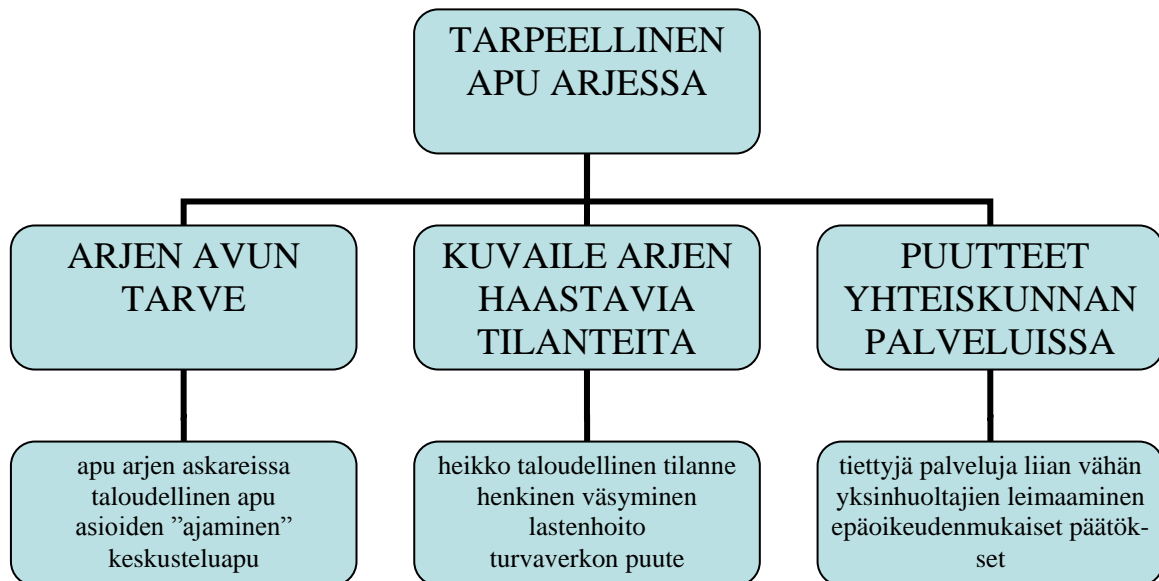 TARPEELLINEN
APU ARJESSA
ARJEN AVUN
TARVE
KUVAILE ARJEN
HAASTAVIA
TILANTEITA
PUUTTEET
YHTEISKUNNAN
PALVELUISSA
apu arjen askareissa
taloudellinen apu
asioiden ”ajaminen”
keskusteluapu
heikko taloudellinen tilanne
henkinen väsyminen
lastenhoito
turvaverkon puute
tiettyjä palveluja liian vähän
yksinhuoltajien leimaaminen
epäoikeudenmukaiset päätök-
set